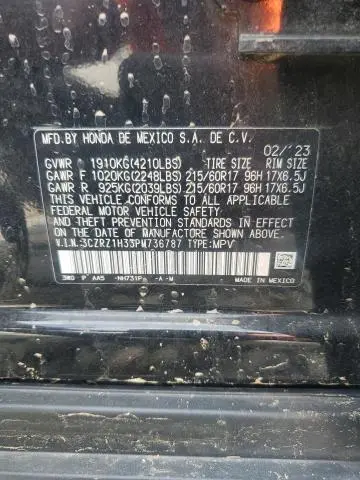 MFD.BY HONDA DE MEXICO S.A. DE C.V.
02/'23
GVWR 1910KG(4210LBS) TIRE SIZE RIM SIZE
GAWR F 1020KG(2248LBS) 215/60R17 96H 17X6.5J
GAWR R 925KG(2039LBS) 215/60R17 96H 17X6.5J
THIS VEHICLE CONFORMS TO ALL APPLICABLE
FEDERAL MOTOR VEHICLE SAFETY AND
THEFT PREVENTION STANDARDS IN EFFECT ON
THE DATE OF MANUFACTURE SHOWN ABOVE.
V.I.N.:3CZRZ1H33PM736787 TYPE:MPV
3W0 P AA5 NH731P -A-M MADE IN MEXICO